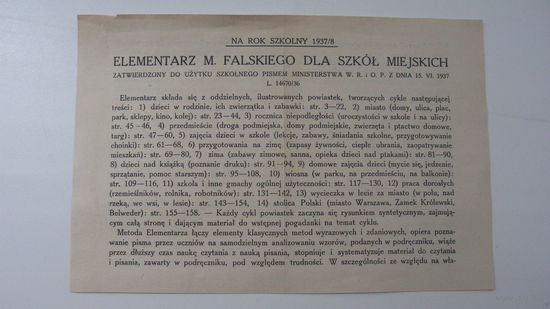 NA ROK SZKOLNY 1937/8
ELEMENTARZ M. FALSKIEGO DLA SZKÓŁ MIEJSKICH
ZATWIERDZONY DO UŻYTKU SZKOLNEGO PISMEM MINISTERSTWA W. R. i O. P. Z DNIA 15. VI. 1937
L. 14670/36
Elementarz składa się z oddzielnych, ilustrowanych powiastek, tworzących cykle następującej
treści: 1) dzieci w rodzinie, ich zwierzątka i zabawki: str. 3—22, 2) miasto (domy, ulica, plac,
park, sklepy, kino, kolej): str. 23—44, 3) rocznica niepodległości (uroczystości w szkole i na ulicy):
str. 45—46, 4) przedmieście (droga podmiejska, domy podmiejskie, zwierzęta i ptactwo domowe,
targ): str. 47—60, 5) zajęcia dzieci w szkole (lekcje, zabawy, śniadania szkolne, przygotowywanie
choinki): str. 61—68, 6) przygotowania na zimę (zapasy żywności, ciepłe ubrania, zaopatrywanie
mieszkań): str. 69—80, 7) zima (zabawy zimowe, sanna, opieka dzieci nad ptakami): str. 81—90,
8) dzieci nad książką (poznanie druku): str. 91—94, 9) domowe zajęcia dzieci (mycie się, jedzenie,
sprzątanie, pomoc starszym): str. 95—108, 10) wiosna (w parku, na przedmieściu, na balkonie):
str. 109—116, 11) szkoła i inne gmachy ogólnej użyteczności: str. 117—130, 12) praca dorosłych
(rzemieślników, rolnika, robotników): str. 131—142, 13) wycieczka w lecie za miasto (w polu, nad
rzeką, we wsi, w lesie): str. 143—154, 14) stolica Polski (miasto Warszawa, Zamek Królewski,
Belweder): str. 155—158. — Każdy cykl powiastek zaczyna się rysunkiem syntetycznym, zajmują-
cym całą stronę i dającym materiał do wstępnej pogadanki na temat cyklu.
Metoda Elementarza łączy elementy klasycznych metod wyrazowych i zdaniowych, opiera pozna-
wanie pisma przez uczniów na samodzielnym analizowaniu wzorów, podanych w podręczniku, wiąże
przez dłuższy czas naukę czytania z nauką pisania, stopniuje i systematyzuje materiał do czytania
i pisania, zawarty w podręczniku, pod względem trudności. W szczególności ze względu na wła-